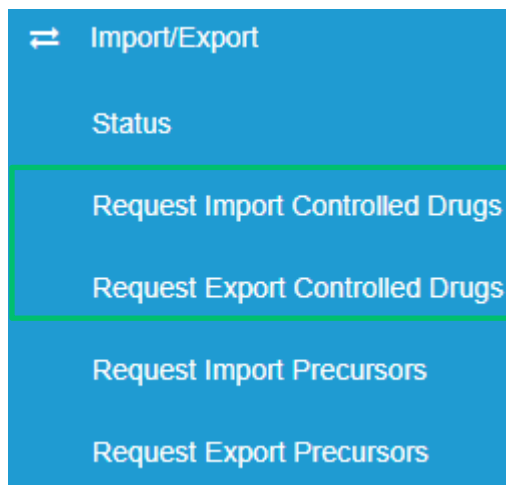 Import/Export
Status
Request Import Controlled Drugs
Request Export Controlled Drugs
Request Import Precursors
Request Export Precursors